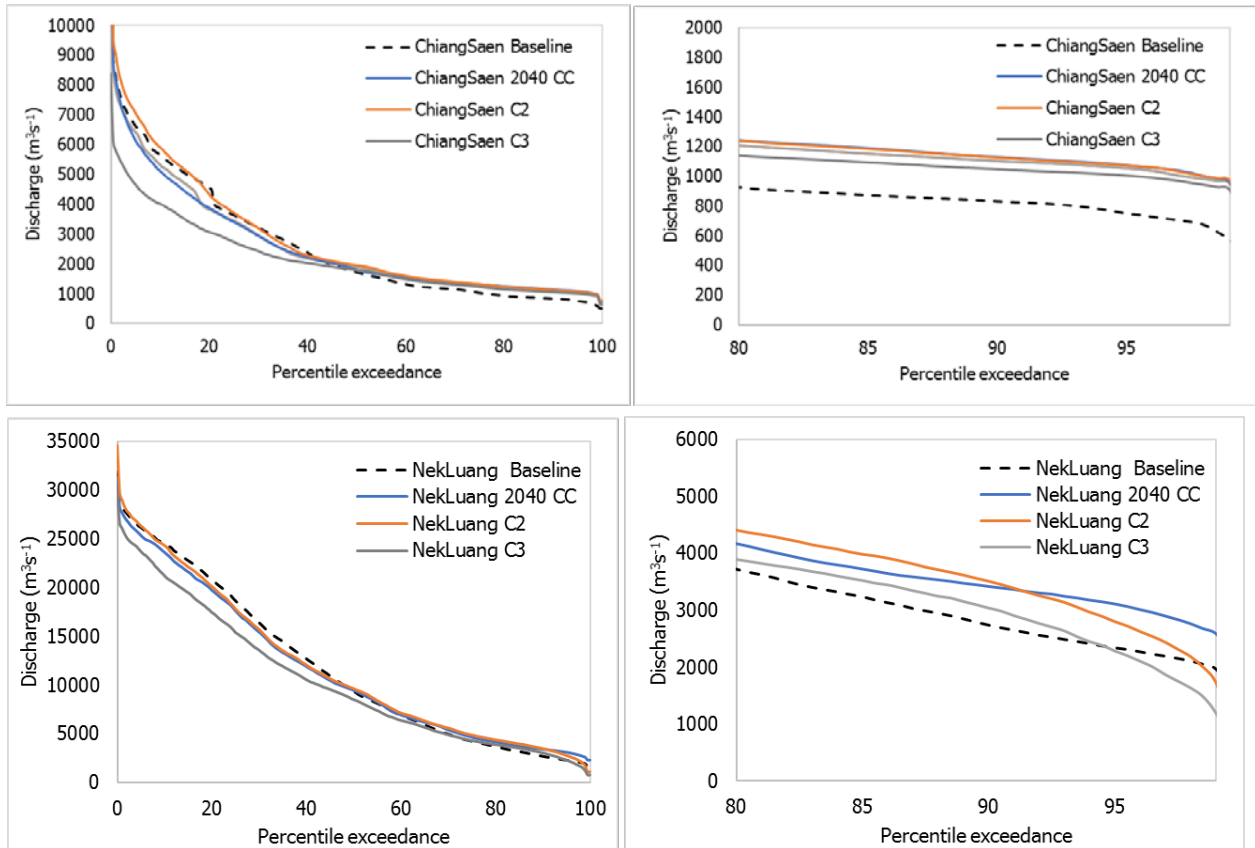 10000
9000
8000
7000
6000
5000
4000
3000
2000
1000
0
Discharge (m³s⁻¹)
ChiangSaen Baseline
ChiangSaen 2040 CC
ChiangSaen C2
ChiangSaen C3
0 20 40 60 80 100
Percentile exceedance
2000
1800
1600
1400
1200
1000
800
600
400
200
0
Discharge (m³s⁻¹)
ChiangSaen Baseline
ChiangSaen 2040 CC
ChiangSaen C2
ChiangSaen C3
80 85 90 95
Percentile exceedance
35000
30000
25000
20000
15000
10000
5000
0
Discharge (m³s⁻¹)
NekLuang Baseline
NekLuang 2040 CC
NekLuang C2
NekLuang C3
0 20 40 60 80 100
Percentile exceedance
6000
5000
4000
3000
2000
1000
0
Discharge (m³s⁻¹)
NekLuang Baseline
NekLuang 2040 CC
NekLuang C2
NekLuang C3
80 85 90 95
Percentile exceedance